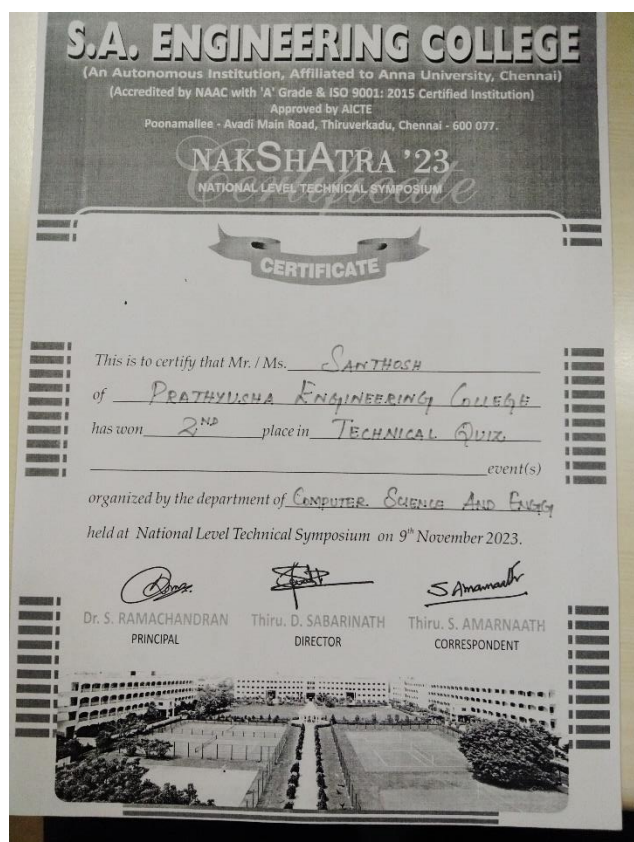 S.A. ENGINEERING COLLEGE
(An Autonomous Institution, Affiliated to Anna University, Chennai)
(Accredited by NAAC with 'A' Grade & ISO 9001: 2015 Certified Institution)
Approved by AICTE
Poonamallee - Avadi Main Road, Thiruverkadu, Chennai - 600 077.
Certificate
NAKSHATRA '23
NATIONAL LEVEL TECHNICAL SYMPOSIUM
CERTIFICATE
This is to certify that Mr. / Ms. SANTHOSH
of PRATHYUSHA ENGINEERING COLLEGE
has won 2ND place in TECHNICAL QUIZ
event(s)
organized by the department of COMPUTER SCIENCE AND ENGG
held at National Level Technical Symposium on 9th November 2023.
S Amarnaath
Dr. S. RAMACHANDRAN Thiru. D. SABARINATH Thiru. S. AMARNAATH
PRINCIPAL DIRECTOR CORRESPONDENT